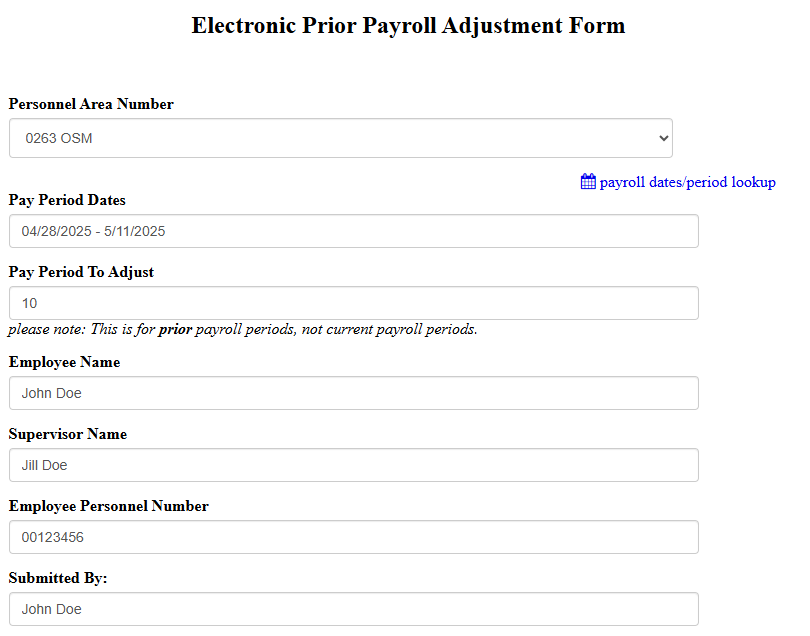 Electronic Prior Payroll Adjustment Form
Personnel Area Number
0263 OSM
payroll dates/period lookup
Pay Period Dates
04/28/2025 - 5/11/2025
Pay Period To Adjust
10
please note: This is for prior payroll periods, not current payroll periods.
Employee Name
John Doe
Supervisor Name
Jill Doe
Employee Personnel Number
00123456
Submitted By:
John Doe